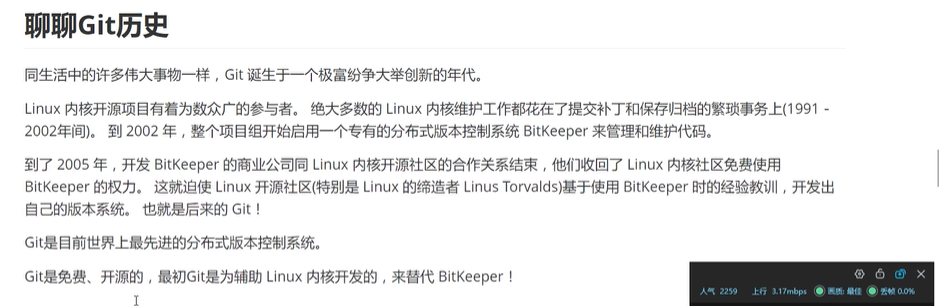 聊聊Git历史
同生活中的许多伟大事物一样，Git 诞生于一个极富纷争大举创新的年代。
Linux 内核开源项目有着为数众广的参与者。 绝大多数的 Linux 内核维护工作都花在了提交补丁和保存归档的繁琐事务上(1991－
2002年间)。 到 2002 年，整个项目组开始启用一个专有的分布式版本控制系统 BitKeeper 来管理和维护代码。
到了 2005 年，开发 BitKeeper 的商业公司同 Linux 内核开源社区的合作关系结束，他们收回了 Linux 内核社区免费使用
BitKeeper 的权力。 这就迫使 Linux 开源社区(特别是 Linux 的缔造者 Linus Torvalds)基于使用 BitKeeper 时的经验教训，开发出
自己的版本系统。 也就是后来的 Git！
Git是目前世界上最先进的分布式版本控制系统。
Git是免费、开源的，最初Git是为辅助 Linux 内核开发的，来替代 BitKeeper！
人气 2259 上行 3.17mbps 画质: 最佳 丢帧 0.0%